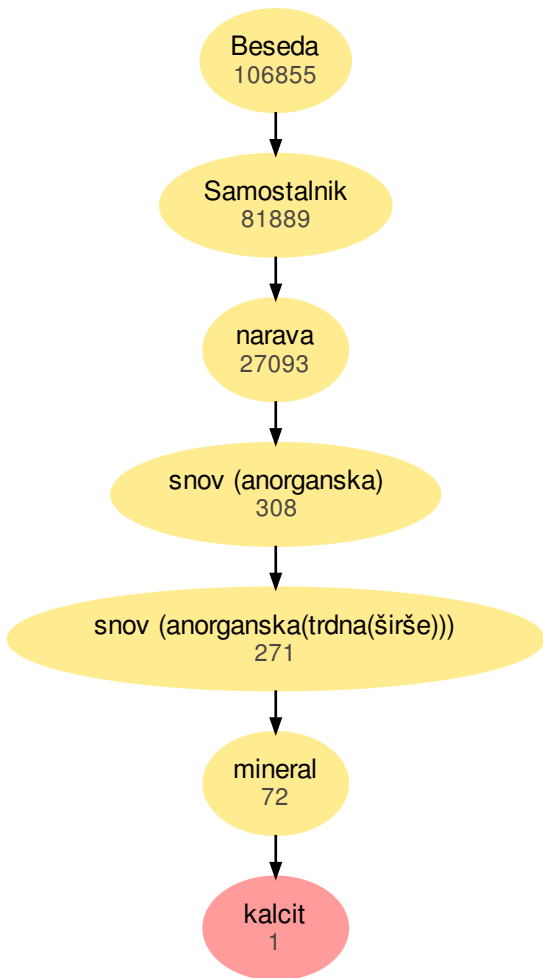 Beseda
106855
Samostalnik
81889
narava
27093
snov (anorganska)
308
snov (anorganska(trdna(širše)))
271
mineral
72
kalcit
1